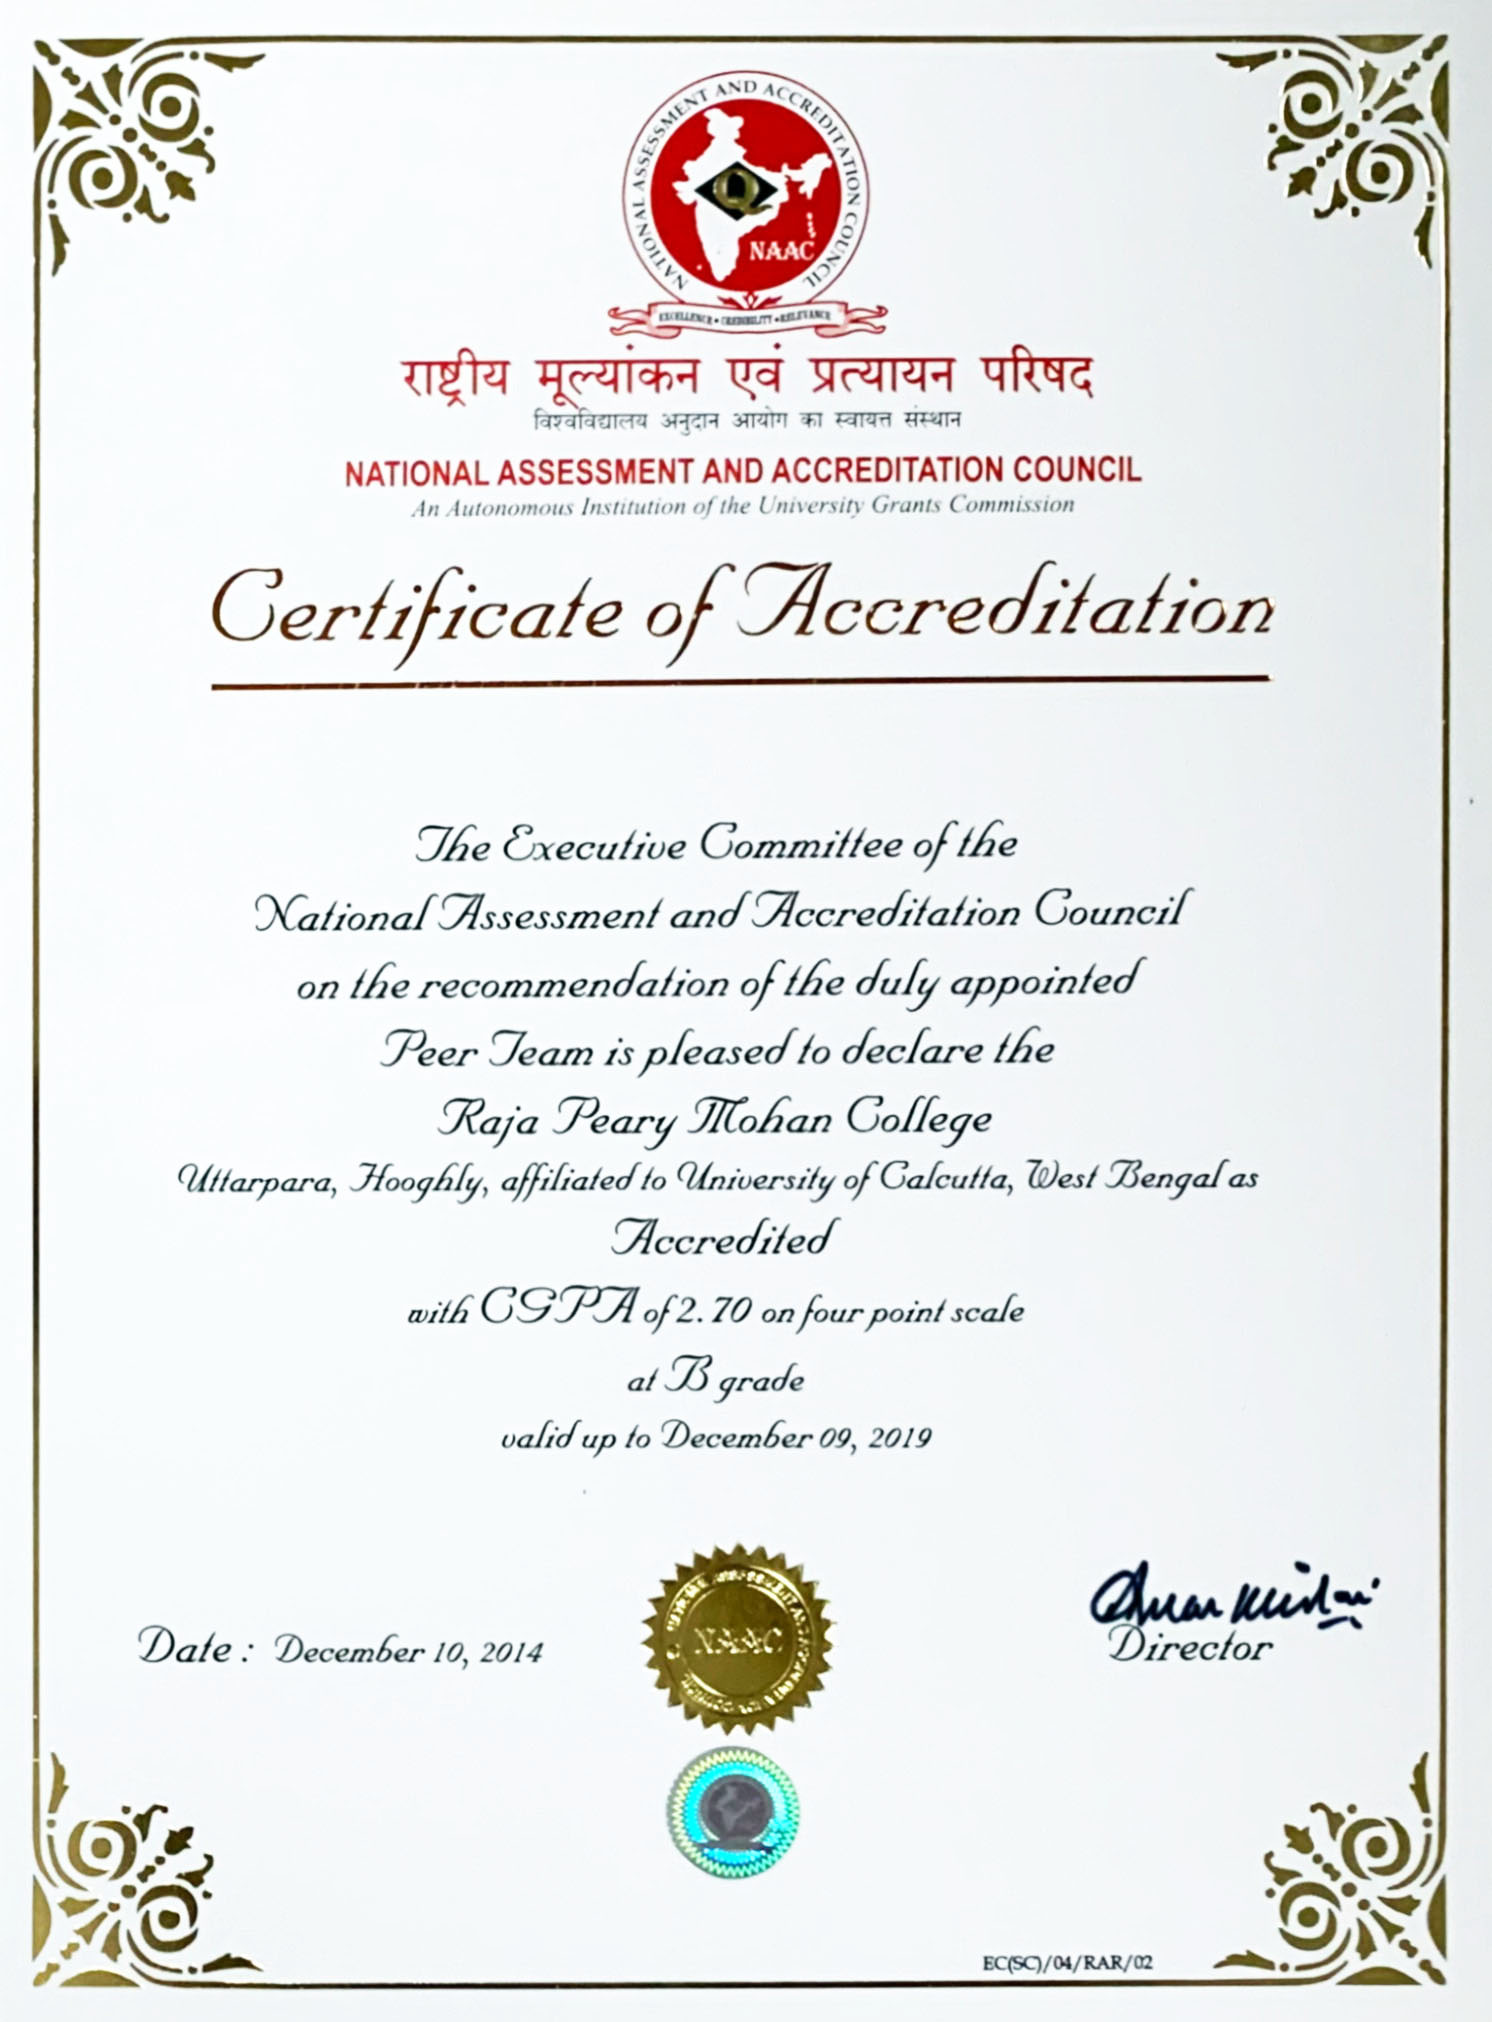 NATIONAL ASSESSMENT AND ACCREDITATION COUNCIL
NAAC
EXCELLENCE • CREDIBILITY • RELEVANCE
राष्ट्रीय मूल्यांकन एवं प्रत्यायन परिषद
विश्वविद्यालय अनुदान आयोग का स्वायत्त संस्थान
NATIONAL ASSESSMENT AND ACCREDITATION COUNCIL
An Autonomous Institution of the University Grants Commission
Certificate of Accreditation
The Executive Committee of the
National Assessment and Accreditation Council
on the recommendation of the duly appointed
Peer Team is pleased to declare the
Raja Peary Mohan College
Uttarpara, Hooghly, affiliated to University of Calcutta, West Bengal as
Accredited
with CGPA of 2.70 on four point scale
at B grade
valid up to December 09, 2019
Date : December 10, 2014
NAAC
Director
EC(SC)/04/RAR/02